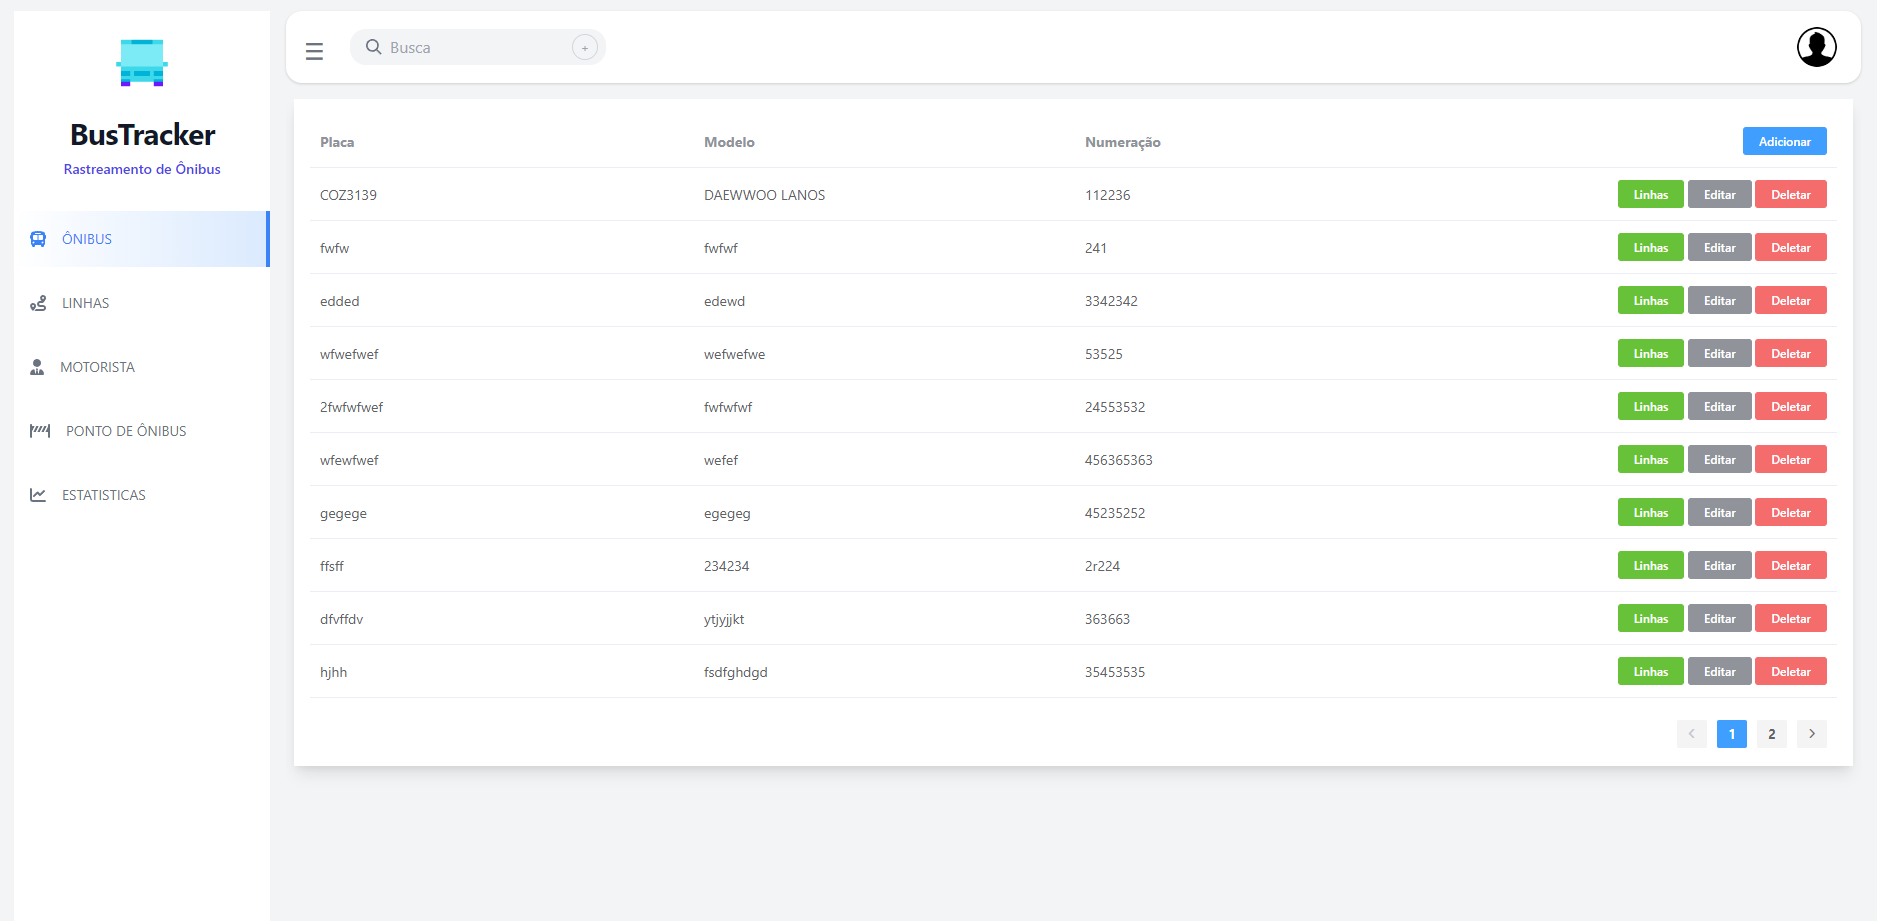 BusTracker
Rastreamento de Ônibus
ÔNIBUS
LINHAS
MOTORISTA
PONTO DE ÔNIBUS
ESTATISTICAS
Busca +
Placa Modelo Numeração Adicionar
COZ3139 DAEWWOO LANOS 112236 Linhas Editar Deletar
fwfw fwfwf 241 Linhas Editar Deletar
edded edewd 3342342 Linhas Editar Deletar
wfwefwef wefwefwe 53525 Linhas Editar Deletar
2fwfwfwef fwfwfwf 24553532 Linhas Editar Deletar
wfewfwef wefef 456365363 Linhas Editar Deletar
gegege egegeg 45235252 Linhas Editar Deletar
ffsff 234234 2r224 Linhas Editar Deletar
dfvffdv ytjyjjkt 363663 Linhas Editar Deletar
hjhh fsdfghdgd 35453535 Linhas Editar Deletar
1 2